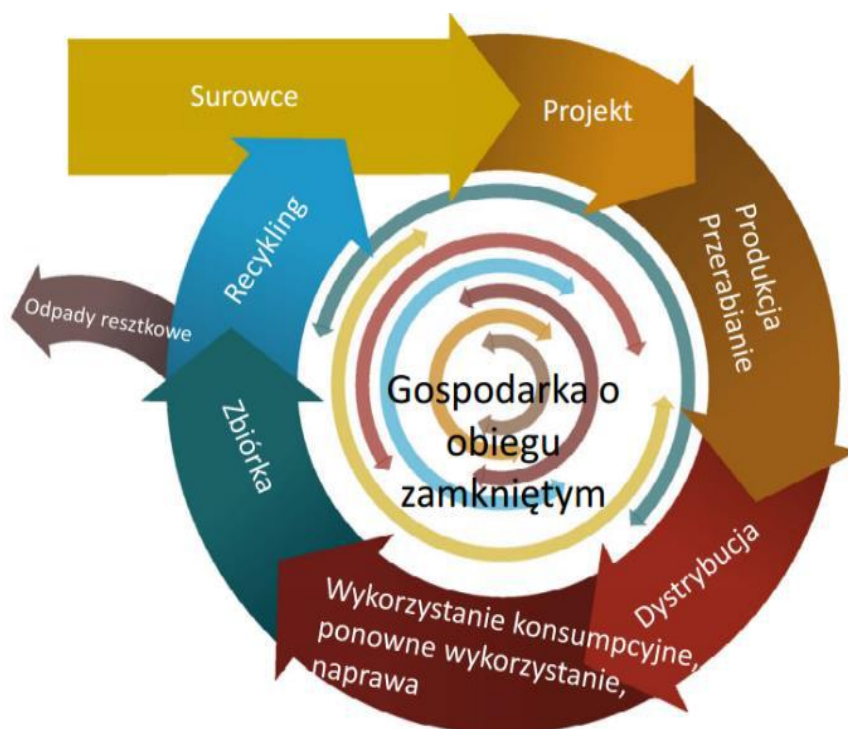 Surowce
Projekt
Produkcja
Przerabianie
Dystrybucja
Wykorzystanie konsumpcyjne,
ponowne wykorzystanie,
naprawa
Zbiórka
Recykling
Odpady resztkowe
Gospodarka o
obiegu
zamkniętym